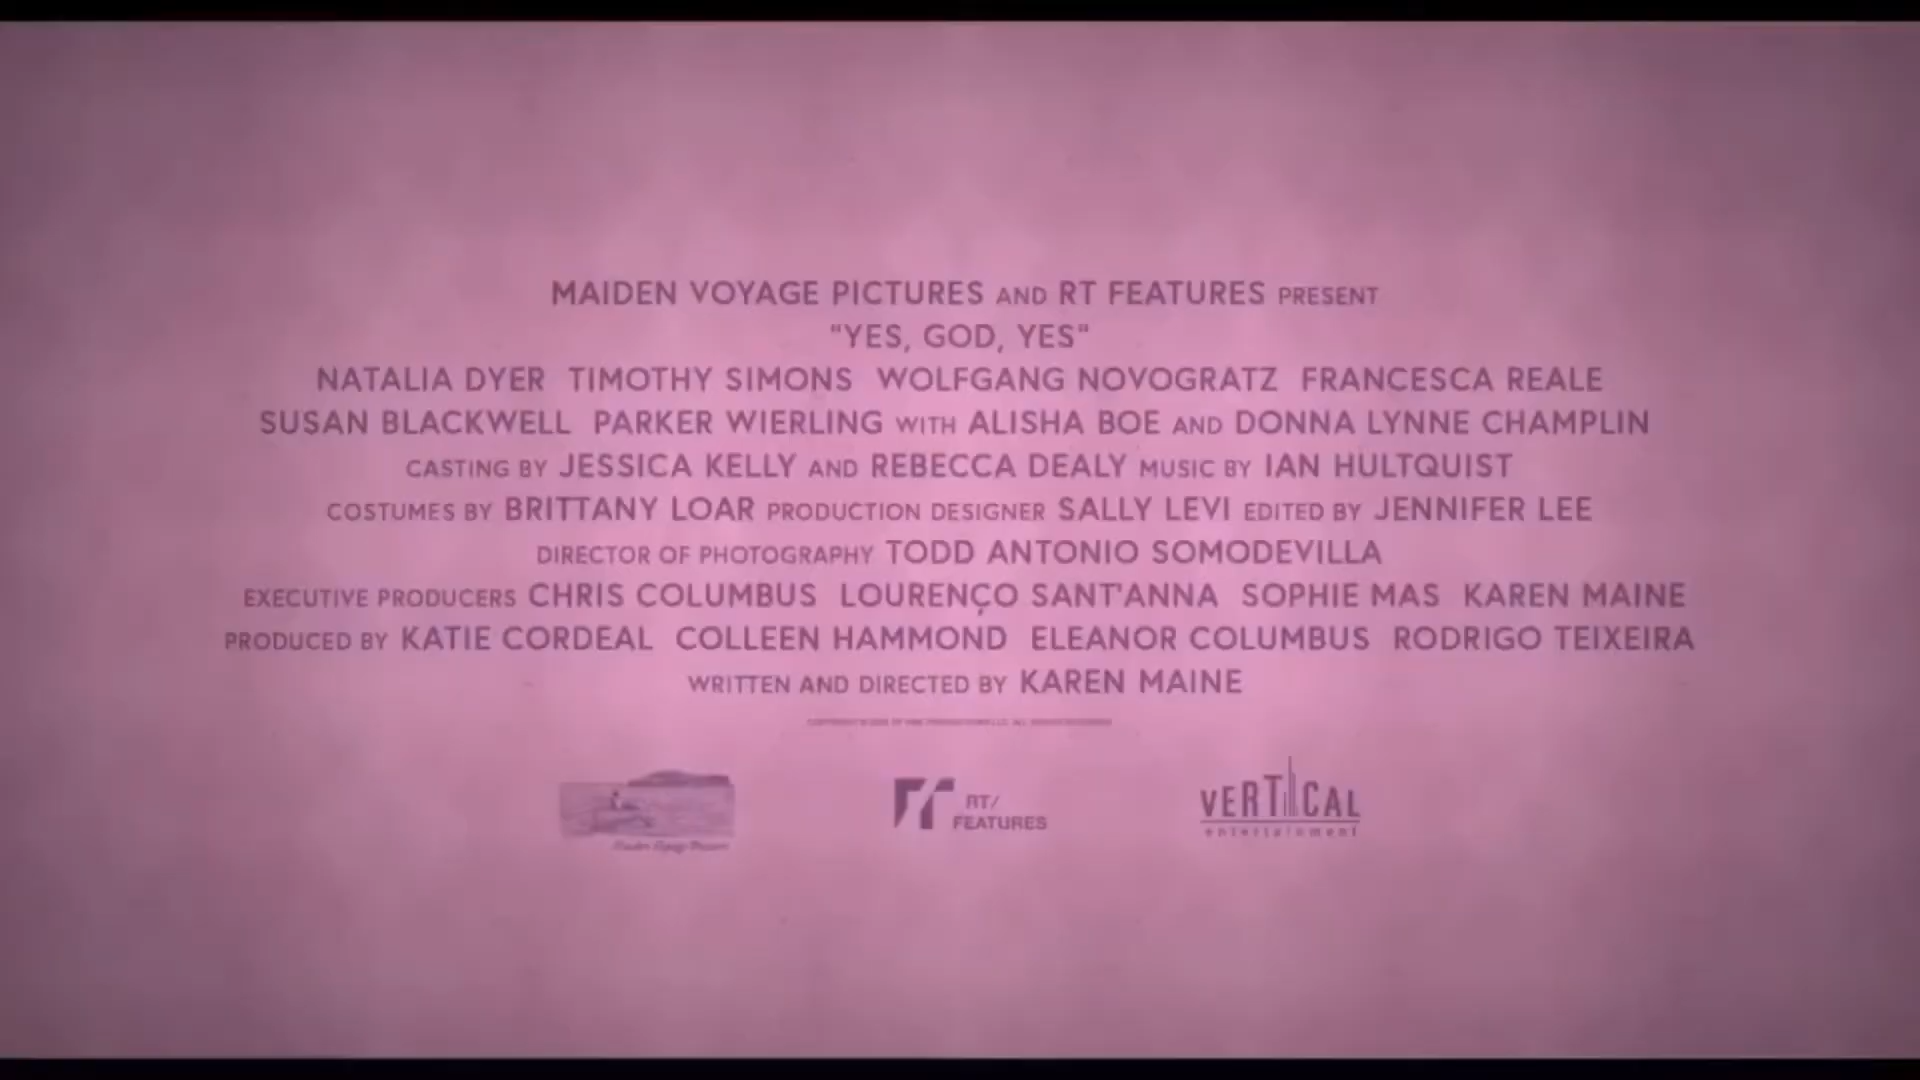 MAIDEN VOYAGE PICTURES AND RT FEATURES PRESENT
"YES, GOD, YES"
NATALIA DYER TIMOTHY SIMONS WOLFGANG NOVOGRATZ FRANCESCA REALE
SUSAN BLACKWELL PARKER WIERLING WITH ALISHA BOE AND DONNA LYNNE CHAMPLIN
CASTING BY JESSICA KELLY AND REBECCA DEALY MUSIC BY IAN HULTQUIST
COSTUMES BY BRITTANY LOAR PRODUCTION DESIGNER SALLY LEVI EDITED BY JENNIFER LEE
DIRECTOR OF PHOTOGRAPHY TODD ANTONIO SOMODEVILLA
EXECUTIVE PRODUCERS CHRIS COLUMBUS LOURENÇO SANT'ANNA SOPHIE MAS KAREN MAINE
PRODUCED BY KATIE CORDEAL COLLEEN HAMMOND ELEANOR COLUMBUS RODRIGO TEIXEIRA
WRITTEN AND DIRECTED BY KAREN MAINE
RT/
FEATURES
VERTICAL
entertainment